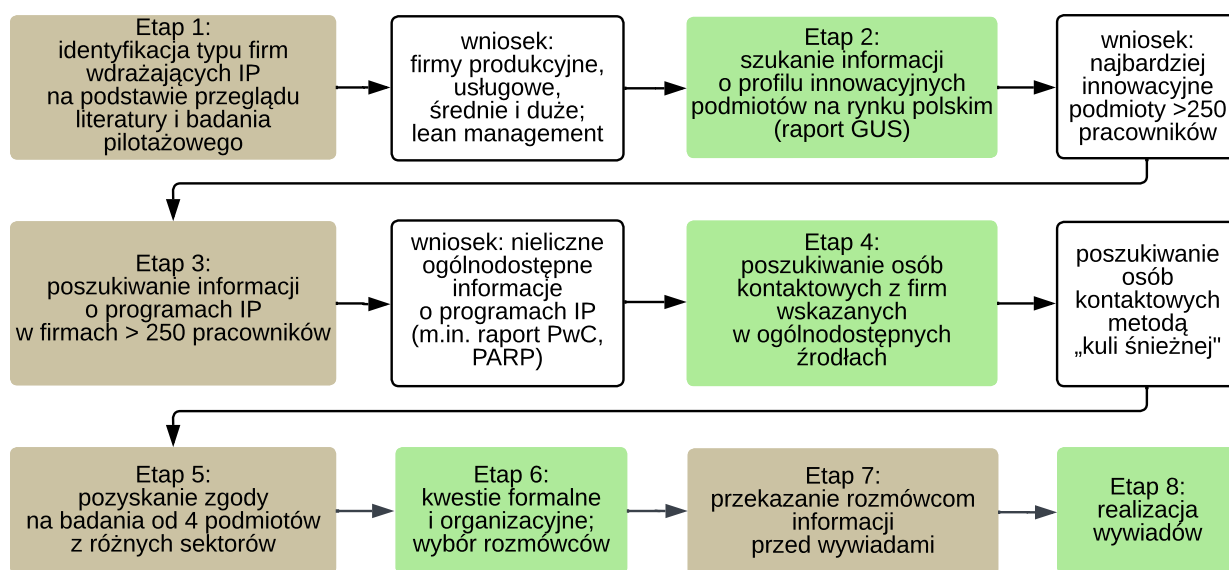 Etap 1:
identyfikacja typu firm
wdrażających IP
na podstawie przeglądu
literatury i badania
pilotażowego
wniosek:
firmy produkcyjne,
usługowe,
średnie i duże;
lean management
Etap 2:
szukanie informacji
o profilu innowacyjnych
podmiotów na rynku polskim
(raport GUS)
wniosek:
najbardziej
innowacyjne
podmioty >250
pracowników
Etap 3:
poszukiwanie informacji
o programach IP
w firmach > 250 pracowników
wniosek: nieliczne
ogólnodostępne
informacje
o programach IP
(m.in. raport PwC,
PARP)
Etap 4:
poszukiwanie osób
kontaktowych z firm
wskazanych
w ogólnodostępnych
źrodłach
poszukiwanie
osób
kontaktowych
metodą
„kuli śnieżnej"
Etap 5:
pozyskanie zgody
na badania od 4 podmiotów
z różnych sektorów
Etap 6:
kwestie formalne
i organizacyjne;
wybór rozmówców
Etap 7:
przekazanie rozmówcom
informacji
przed wywiadami
Etap 8:
realizacja
wywiadów